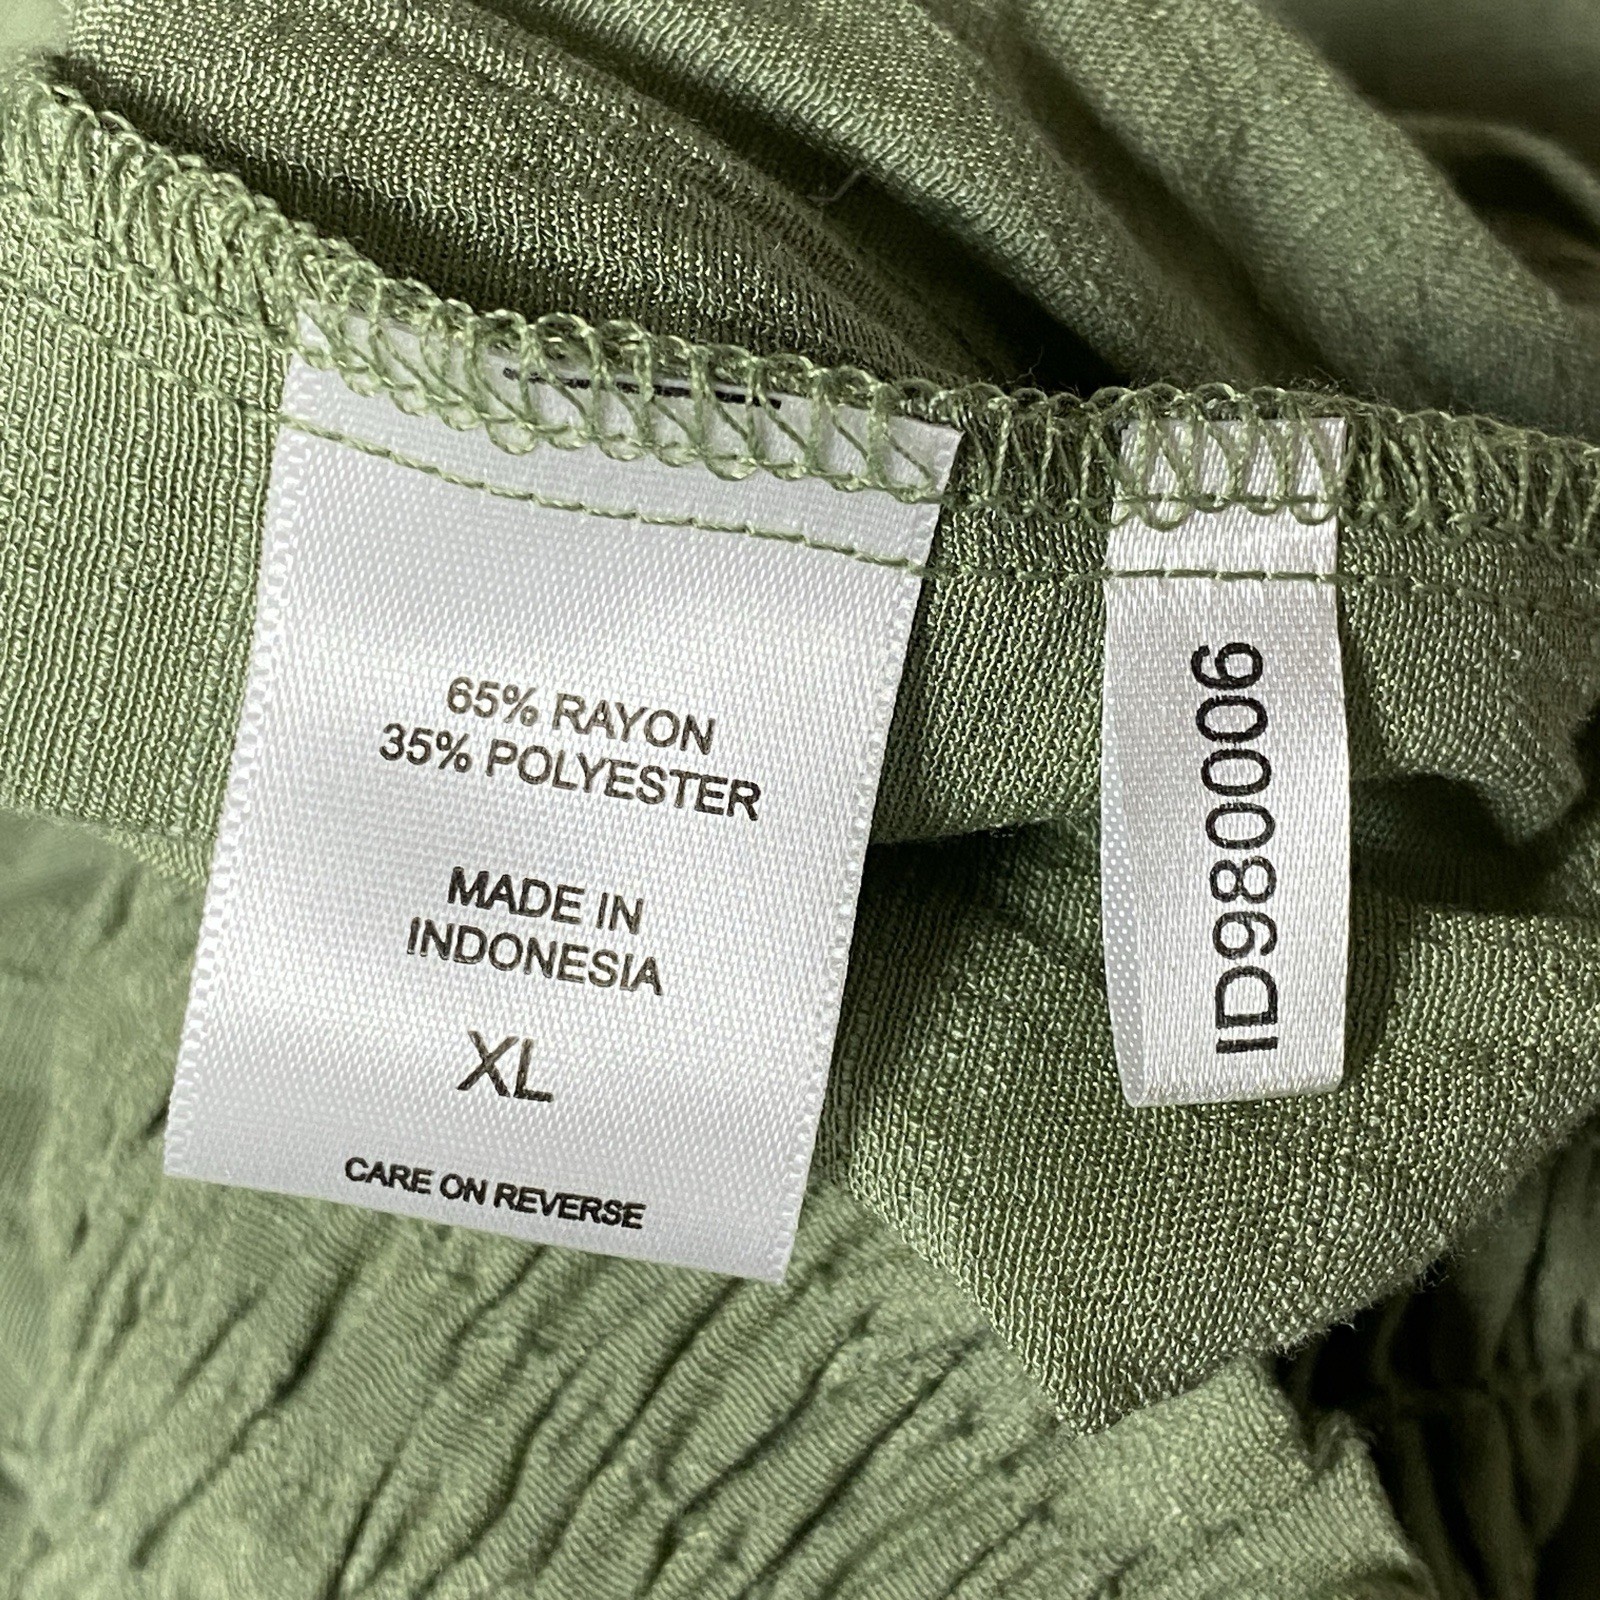 65% RAYON
35% POLYESTER
MADE IN
INDONESIA
XL
CARE ON REVERSE
ID980006